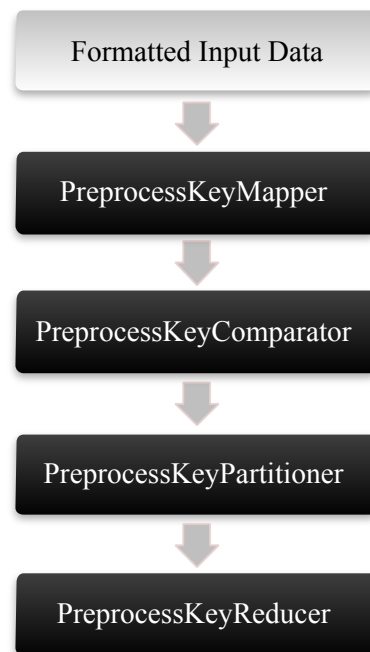 Formatted Input Data
PreprocessKeyMapper
PreprocessKeyComparator
PreprocessKeyPartitioner
PreprocessKeyReducer